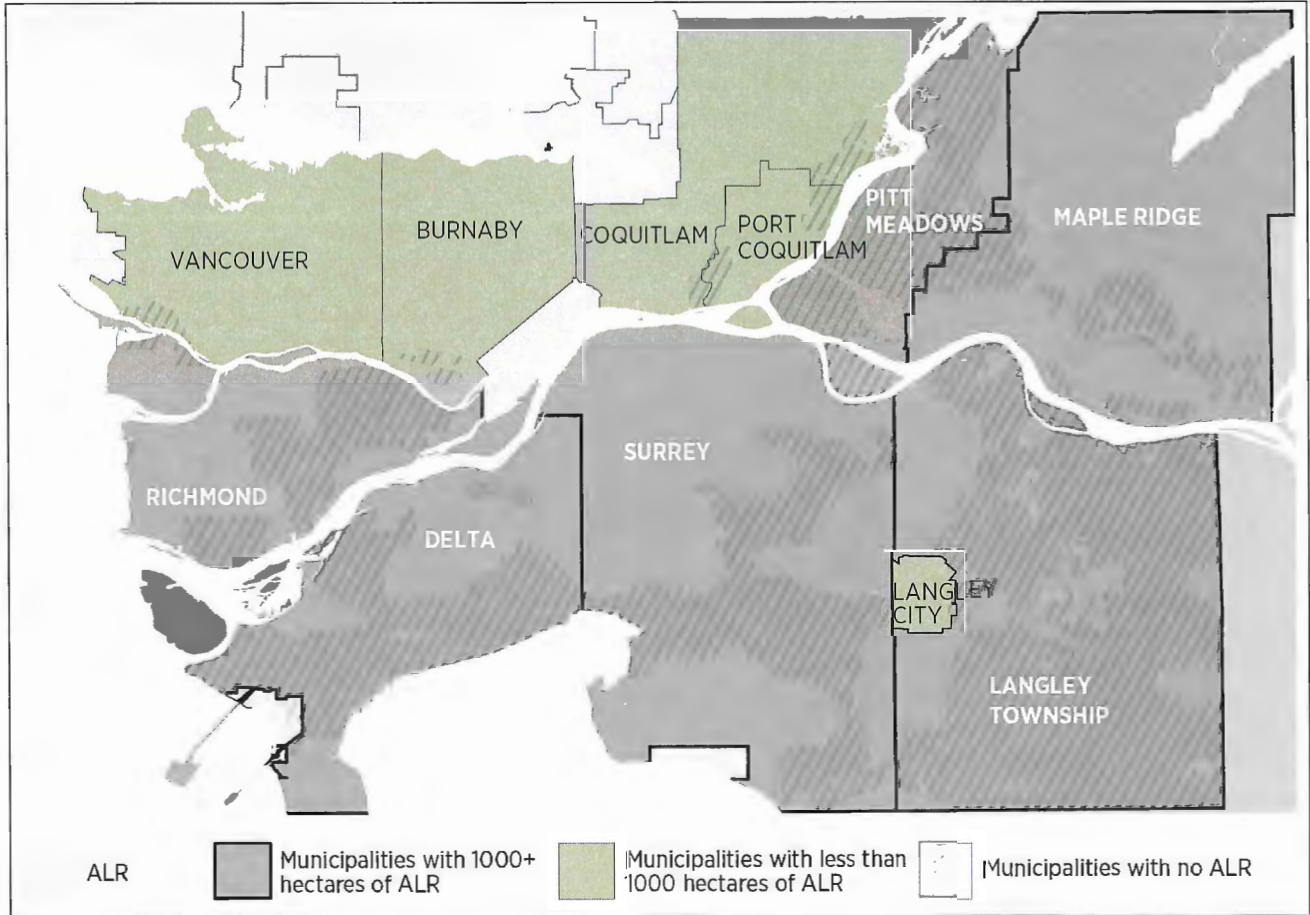 VANCOUVER
BURNABY
COQUITLAM
PORT
COQUITLAM
PITT
MEADOWS
MAPLE RIDGE
RICHMOND
DELTA
SURREY
LANGLEY
CITY
LANGLEY
TOWNSHIP
ALR
Municipalities with 1000+
hectares of ALR
Municipalities with less than
1000 hectares of ALR
Municipalities with no ALR